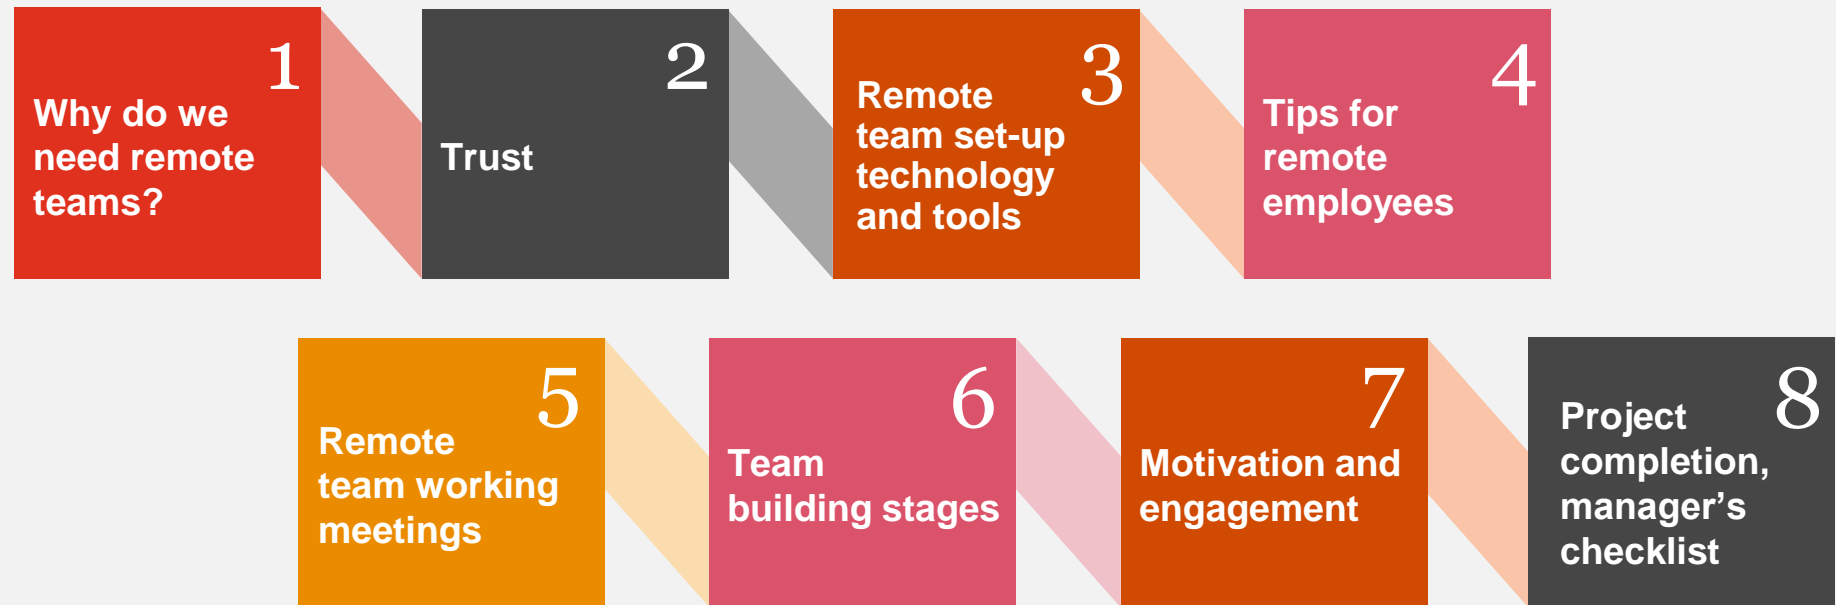 1
Why do we
need remote
teams?
2
Trust
3
Remote
team set-up
technology
and tools
4
Tips for
remote
employees
5
Remote
team working
meetings
6
Team
building stages
7
Motivation and
engagement
8
Project
completion,
manager’s
checklist